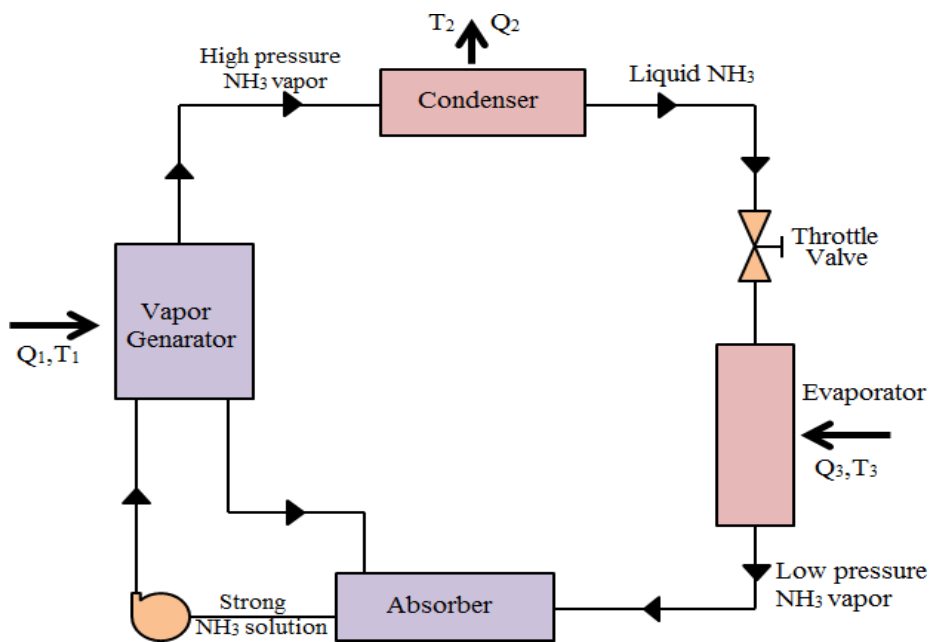 T2 Q2
High pressure
NH3 vapor
Condenser
Liquid NH3
Throttle
Valve
Vapor
Genarator
Q1,T1
Evaporator
Q3,T3
Low pressure
NH3 vapor
Absorber
Strong
NH3 solution